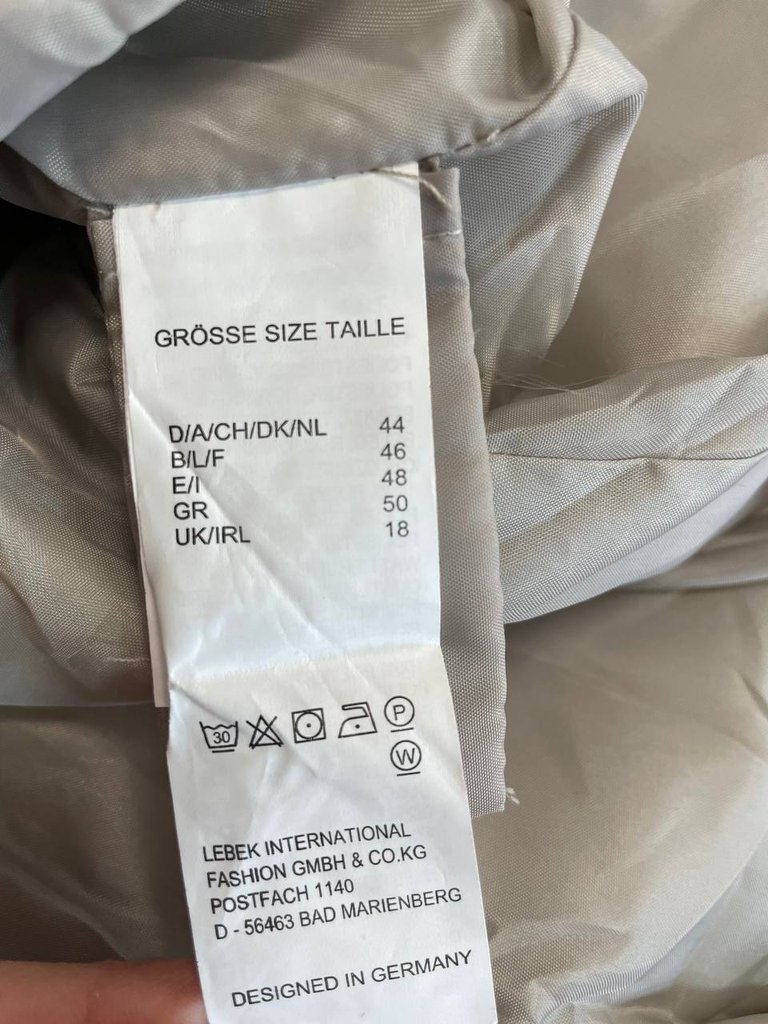 GRÖSSE SIZE TAILLE
D/A/CH/DK/NL 44
B/L/F 46
E/I 48
GR 50
UK/IRL 18
30
P
W
LEBEK INTERNATIONAL
FASHION GMBH & CO.KG
POSTFACH 1140
D - 56463 BAD MARIENBERG
DESIGNED IN GERMANY